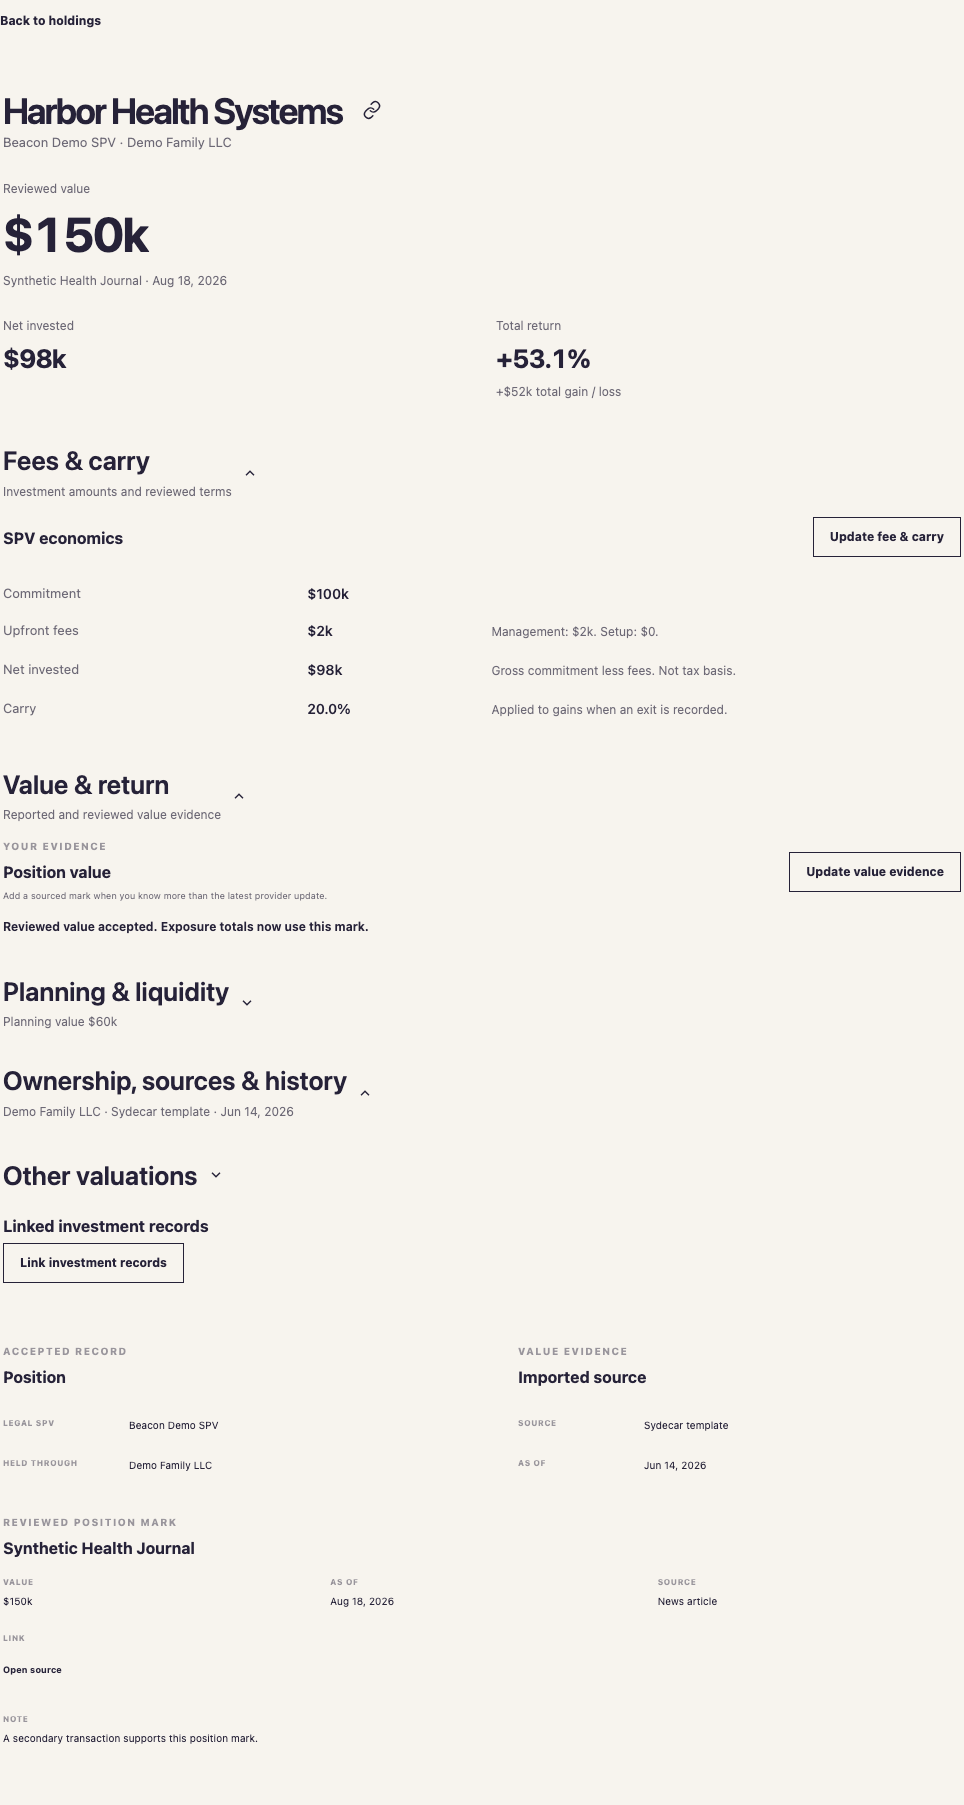 Back to holdings
Harbor Health Systems
Beacon Demo SPV · Demo Family LLC
Reviewed value
$150k
Synthetic Health Journal · Aug 18, 2026
Net invested
$98k
Total return
+53.1%
+$52k total gain / loss
Fees & carry
Investment amounts and reviewed terms
SPV economics
Update fee & carry
Commitment $100k
Upfront fees $2k Management: $2k. Setup: $0.
Net invested $98k Gross commitment less fees. Not tax basis.
Carry 20.0% Applied to gains when an exit is recorded.
Value & return
Reported and reviewed value evidence
YOUR EVIDENCE
Position value
Add a sourced mark when you know more than the latest provider update.
Update value evidence
Reviewed value accepted. Exposure totals now use this mark.
Planning & liquidity
Planning value $60k
Ownership, sources & history
Demo Family LLC · Sydecar template · Jun 14, 2026
Other valuations
Linked investment records
Link investment records
ACCEPTED RECORD
Position
LEGAL SPV Beacon Demo SPV
HELD THROUGH Demo Family LLC
VALUE EVIDENCE
Imported source
SOURCE Sydecar template
AS OF Jun 14, 2026
REVIEWED POSITION MARK
Synthetic Health Journal
VALUE
$150k
AS OF
Aug 18, 2026
SOURCE
News article
LINK
Open source
NOTE
A secondary transaction supports this position mark.